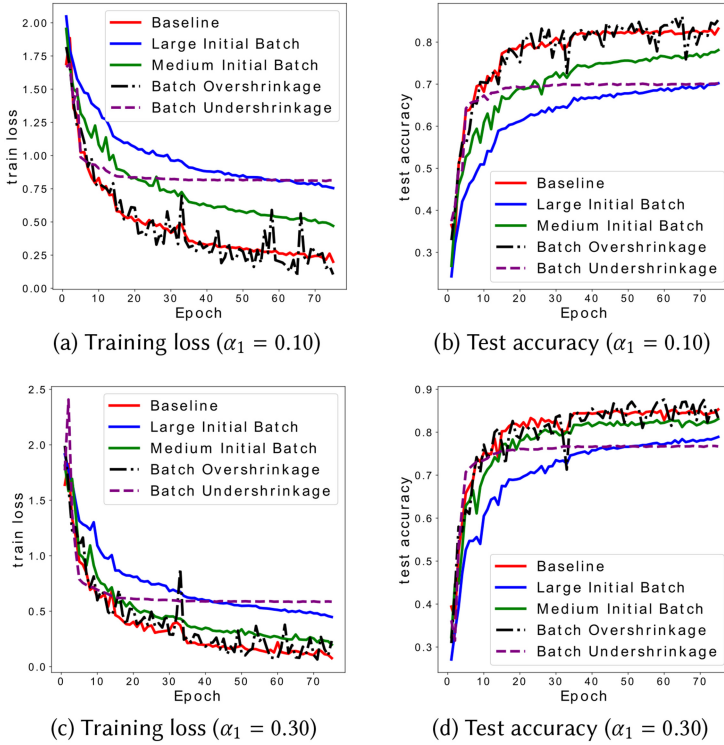 2.00
1.75
1.50
1.25
1.00
0.75
0.50
0.25
0.00
train loss
Baseline
Large Initial Batch
Medium Initial Batch
Batch Overshrinkage
Batch Undershrinkage
0 10 20 30 40 50 60 70
Epoch
(a) Training loss (α₁ = 0.10)
0.8
0.7
0.6
0.5
0.4
0.3
test accuracy
Baseline
Large Initial Batch
Medium Initial Batch
Batch Overshrinkage
Batch Undershrinkage
0 10 20 30 40 50 60 70
Epoch
(b) Test accuracy (α₁ = 0.10)
2.5
2.0
1.5
1.0
0.5
0.0
train loss
Baseline
Large Initial Batch
Medium Initial Batch
Batch Overshrinkage
Batch Undershrinkage
0 10 20 30 40 50 60 70
Epoch
(c) Training loss (α₁ = 0.30)
0.9
0.8
0.7
0.6
0.5
0.4
0.3
test accuracy
Baseline
Large Initial Batch
Medium Initial Batch
Batch Overshrinkage
Batch Undershrinkage
0 10 20 30 40 50 60 70
Epoch
(d) Test accuracy (α₁ = 0.30)